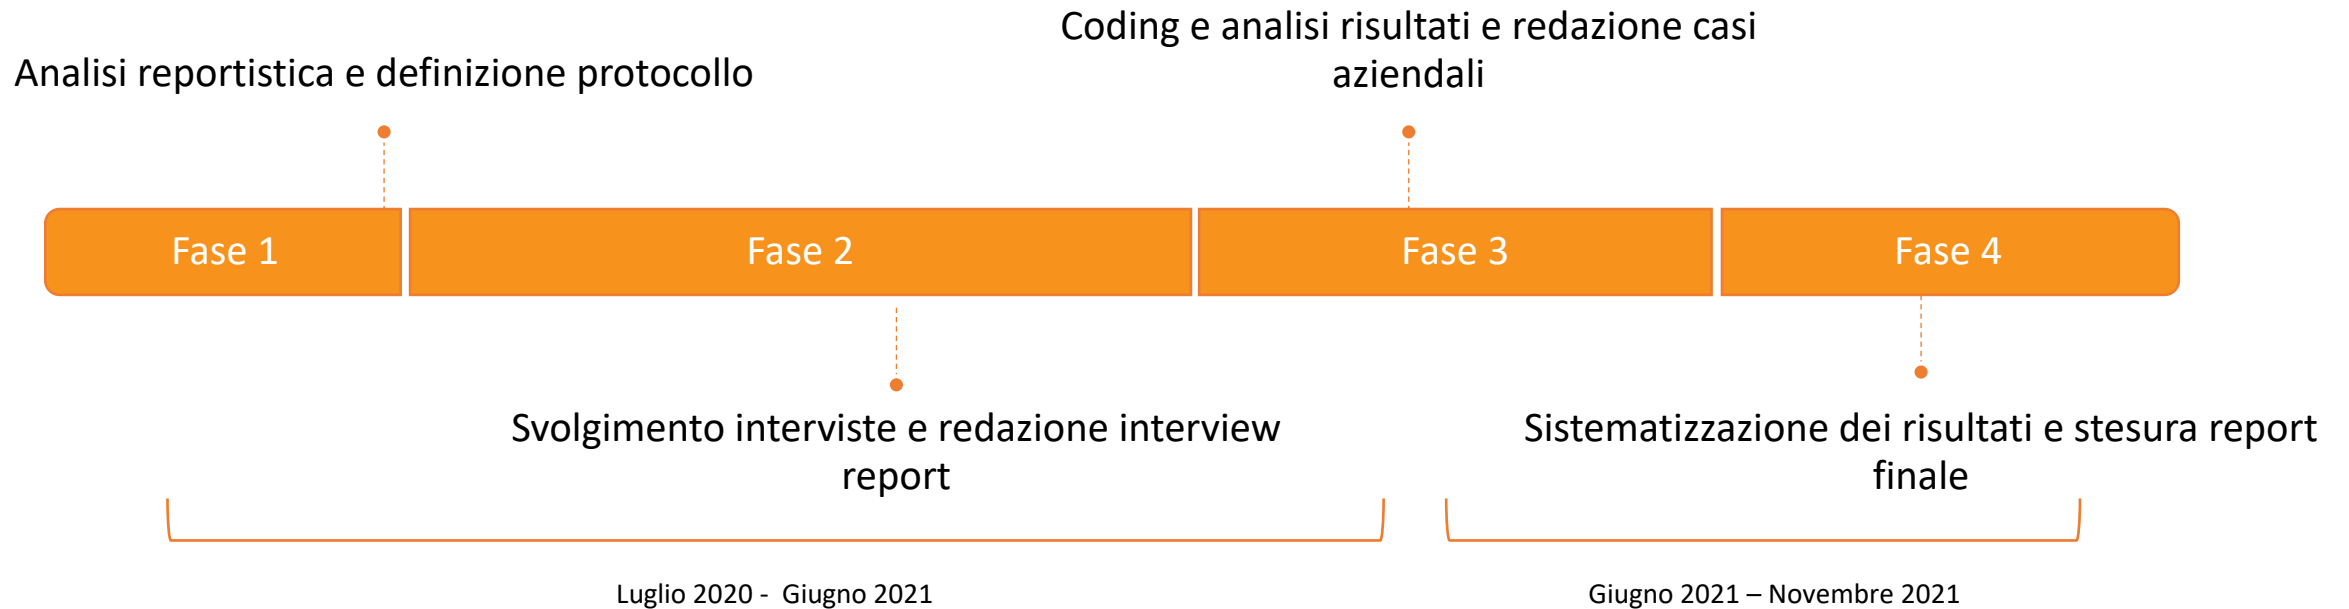 Coding e analisi risultati e redazione casi
aziendali
Analisi reportistica e definizione protocollo
Fase 1
Fase 2
Fase 3
Fase 4
Svolgimento interviste e redazione interview
report
Sistematizzazione dei risultati e stesura report
finale
Luglio 2020 - Giugno 2021
Giugno 2021 – Novembre 2021